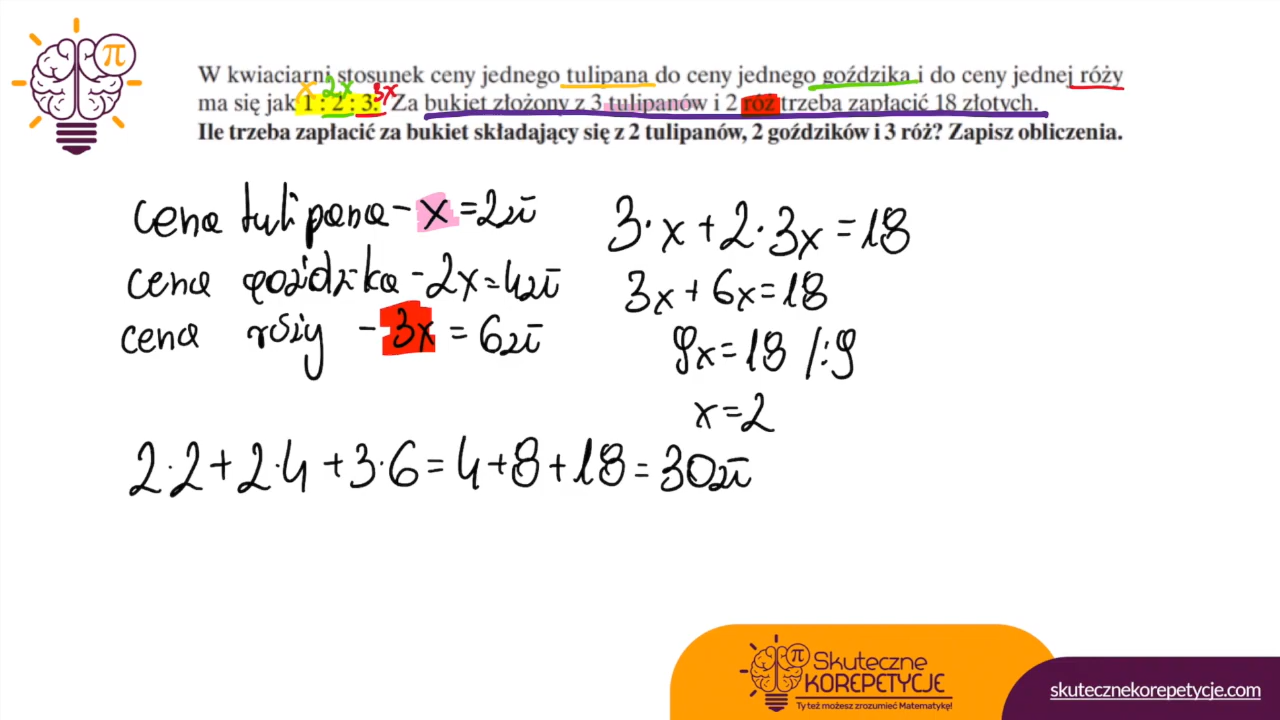 π
W kwiaciarni stosunek ceny jednego tulipana do ceny jednego goździka i do ceny jednej róży
x 2x 3x
ma się jak 1 : 2 : 3. Za bukiet złożony z 3 tulipanów i 2 róż trzeba zapłacić 18 złotych.
Ile trzeba zapłacić za bukiet składający się z 2 tulipanów, 2 goździków i 3 róż? Zapisz obliczenia.
cena tulipana - x = 2zł
cena goździka - 2x = 4zł
cena róży - 3x = 6zł
3·x + 2·3x = 18
3x + 6x = 18
9x = 18 /:9
x = 2
2·2 + 2·4 + 3·6 = 4 + 8 + 18 = 30zł
π
Skuteczne
KOREPETYCJE
Ty też możesz zrozumieć Matematykę!
skutecznekorepetycje.com